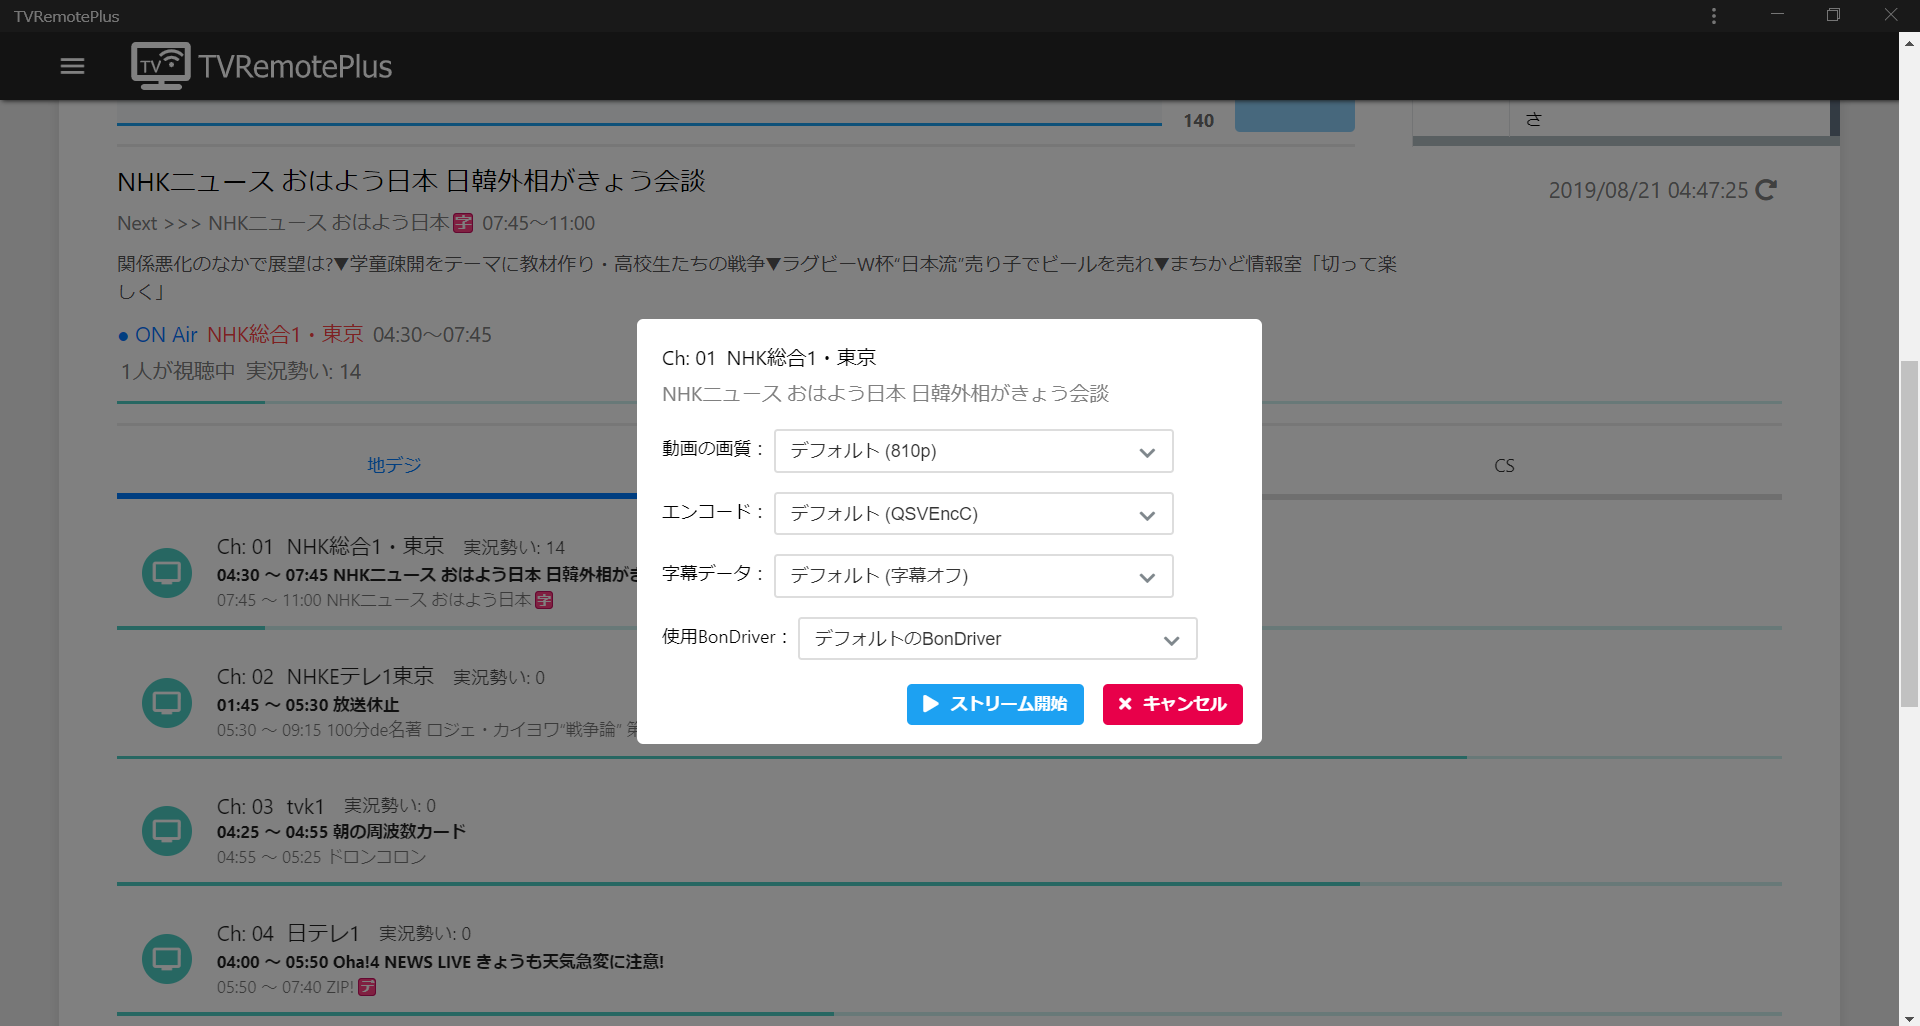 TVRemotePlus
TV TVRemotePlus
140
さ
NHKニュース おはよう日本 日韓外相がきょう会談
2019/08/21 04:47:25
Next >>> NHKニュース おはよう日本字 07:45～11:00
関係悪化のなかで展望は?▼学童疎開をテーマに教材作り・高校生たちの戦争▼ラグビーW杯“日本流”売り子でビールを売れ▼まちかど情報室「切って楽
しく」
● ON Air NHK総合1・東京 04:30～07:45
1人が視聴中 実況勢い: 14
地デジ
CS
Ch: 01 NHK総合1・東京 実況勢い: 14
04:30 ～ 07:45 NHKニュース おはよう日本 日韓外相がき
07:45 ～ 11:00 NHKニュース おはよう日本字
Ch: 02 NHKEテレ1東京 実況勢い: 0
01:45 ～ 05:30 放送休止
05:30 ～ 09:15 100分de名著 ロジェ・カイヨワ“戦争論” 第
Ch: 03 tvk1 実況勢い: 0
04:25 ～ 04:55 朝の周波数カード
04:55 ～ 05:25 ドロンコロン
Ch: 04 日テレ1 実況勢い: 0
04:00 ～ 05:50 Oha!4 NEWS LIVE きょうも天気急変に注意!
05:50 ～ 07:40 ZIP!デ
Ch: 01 NHK総合1・東京
NHKニュース おはよう日本 日韓外相がきょう会談
動画の画質： デフォルト (810p)
エンコード： デフォルト (QSVEncC)
字幕データ： デフォルト (字幕オフ)
使用BonDriver： デフォルトのBonDriver
ストリーム開始
キャンセル